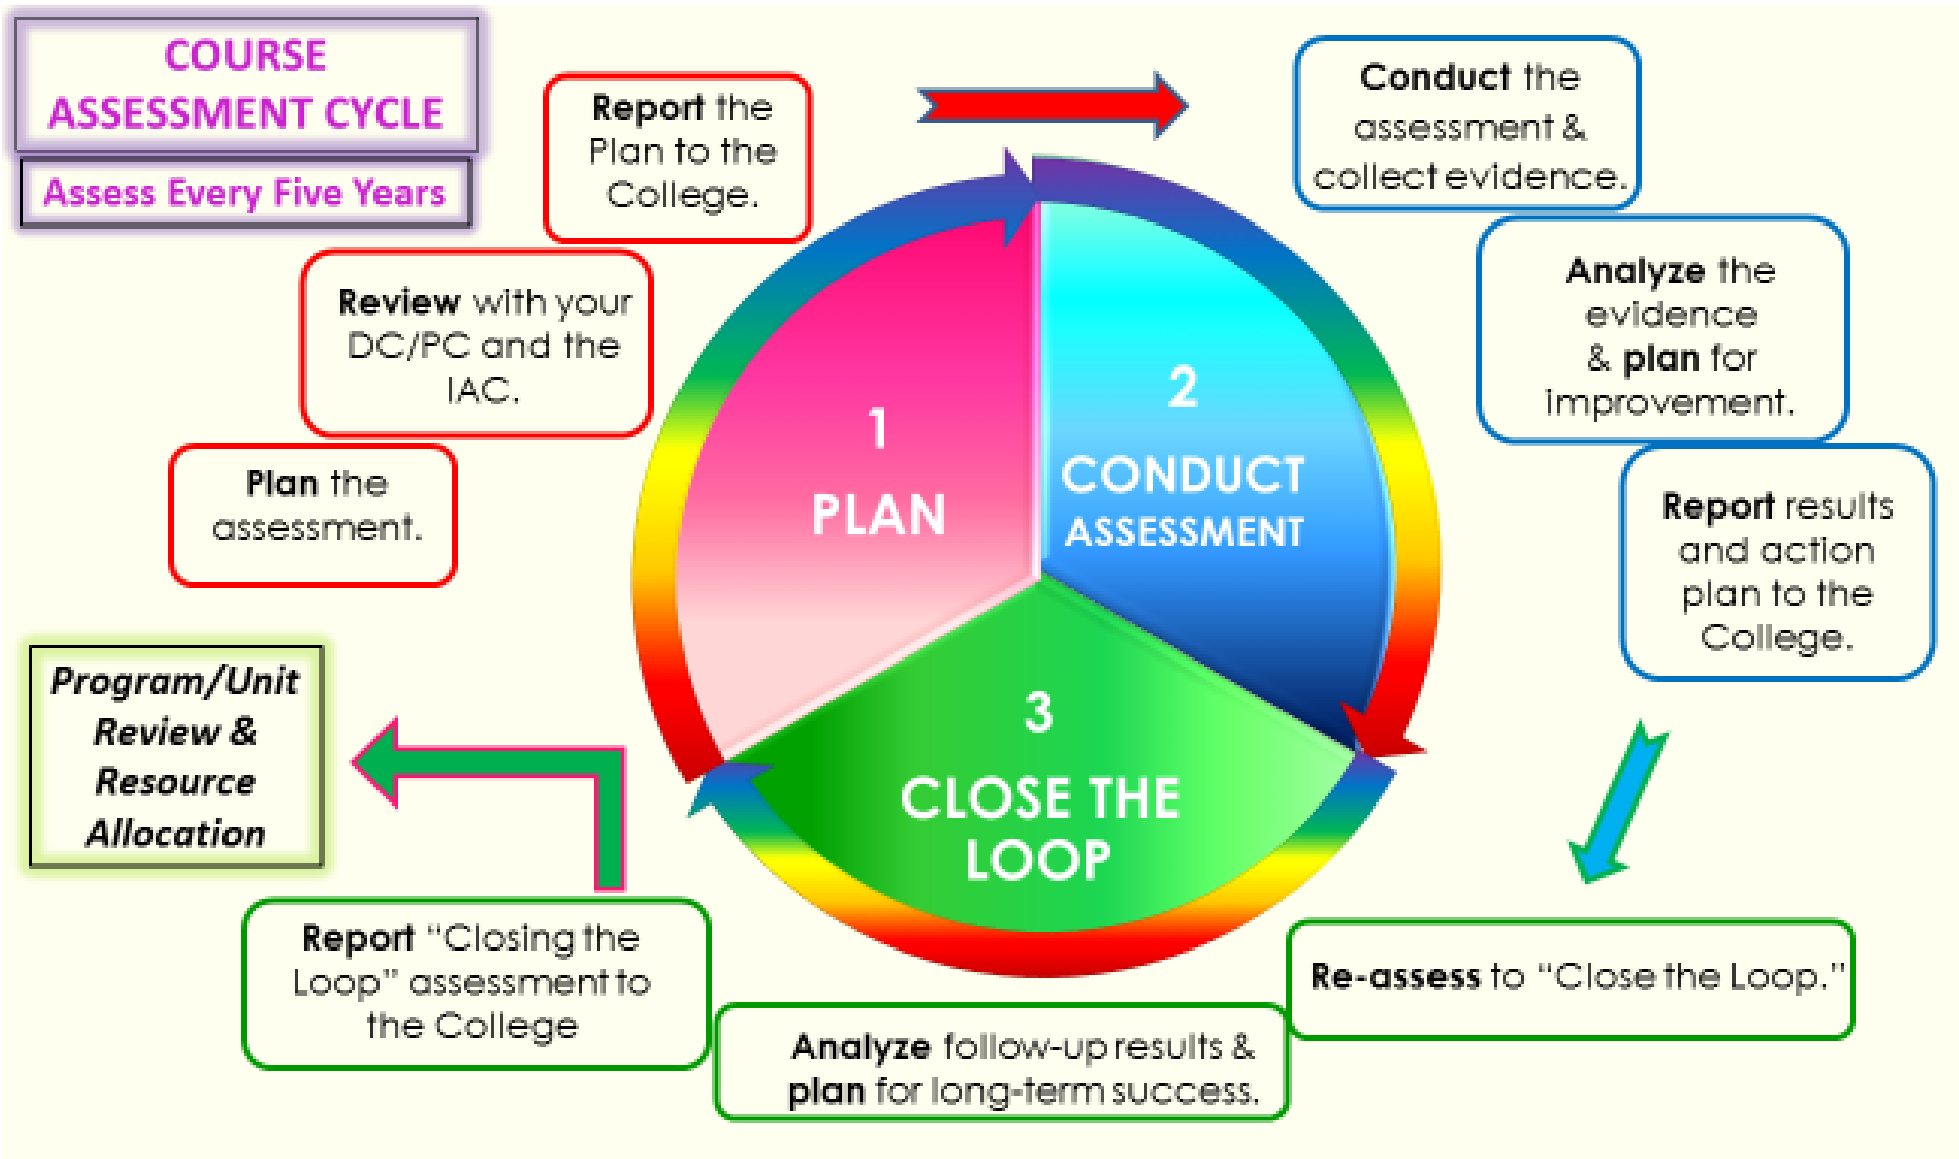 COURSE
ASSESSMENT CYCLE
Assess Every Five Years
Report the
Plan to the
College.
Review with your
DC/PC and the
IAC.
Plan the
assessment.
Conduct the
assessment &
collect evidence.
Analyze the
evidence
& plan for
improvement.
Report results
and action
plan to the
College.
1
PLAN
2
CONDUCT
ASSESSMENT
3
CLOSE THE
LOOP
Re-assess to “Close the Loop.”
Analyze follow-up results &
plan for long-term success.
Report “Closing the
Loop” assessment to
the College
Program/Unit
Review &
Resource
Allocation